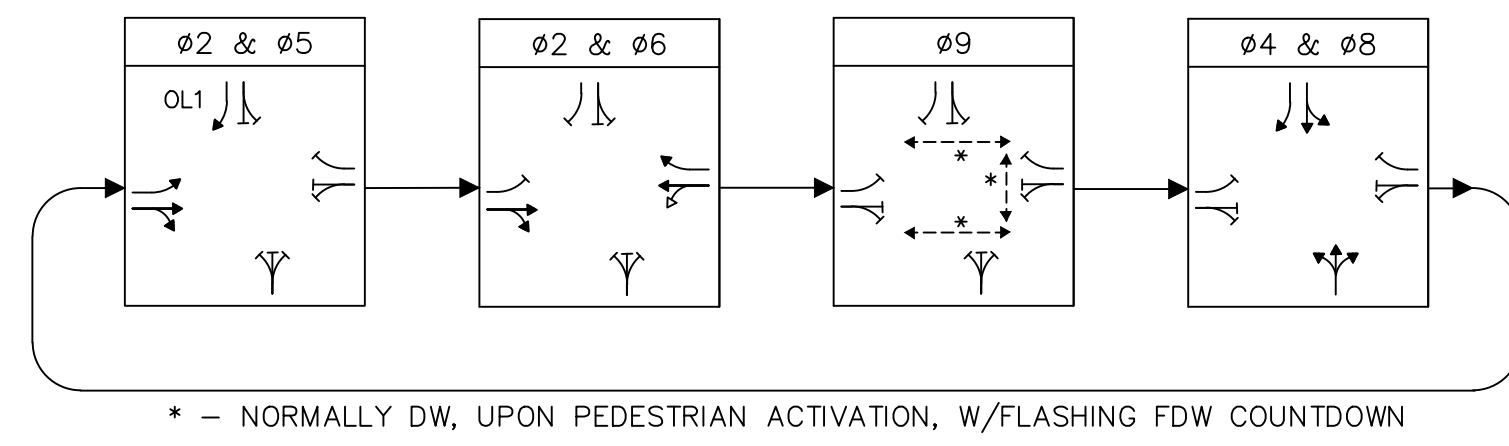 ø2 & ø5
ø2 & ø6
ø9
ø4 & ø8
OL1
*
*
*
* – NORMALLY DW, UPON PEDESTRIAN ACTIVATION, W/FLASHING FDW COUNTDOWN